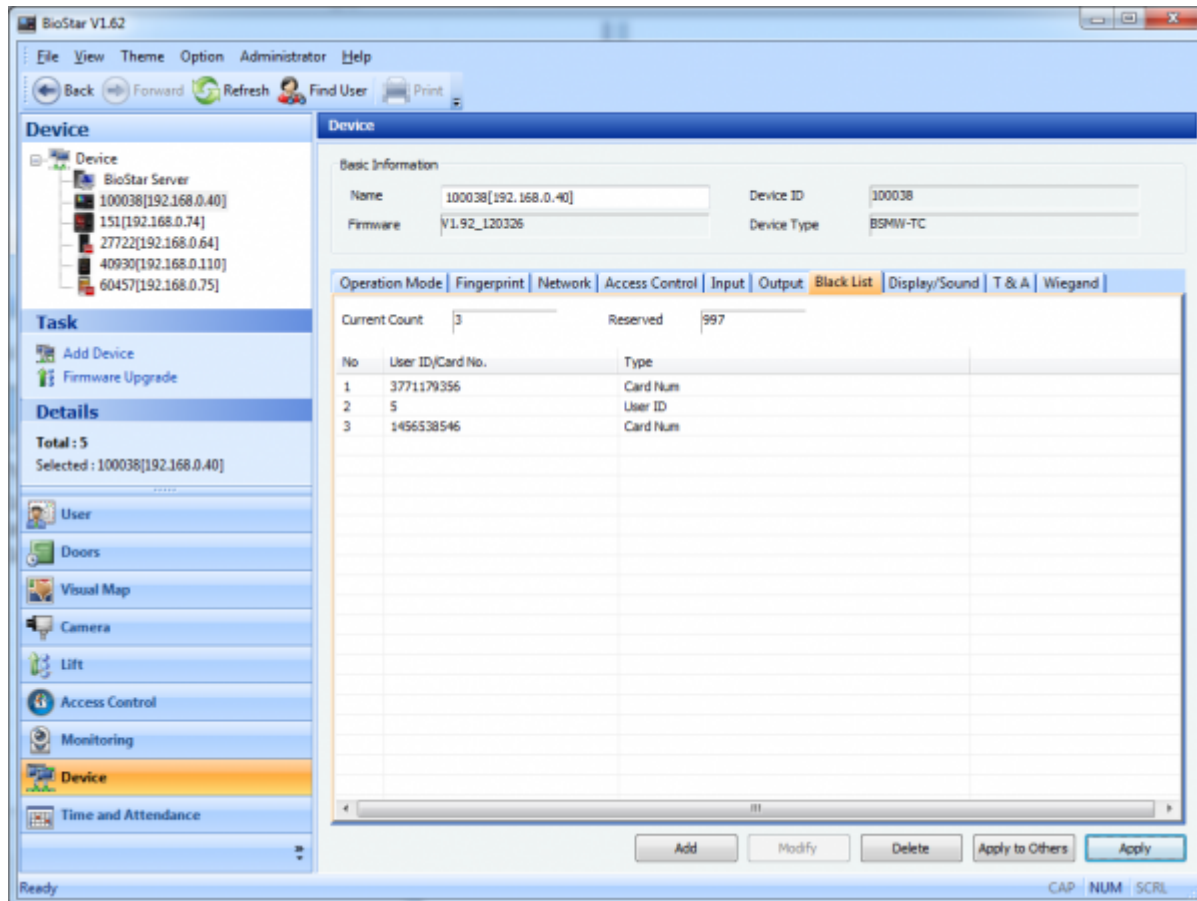 BioStar V1.62
File View Theme Option Administrator Help
Back Forward Refresh Find User Print
Device
Device
BioStar Server
100038[192.168.0.40]
151[192.168.0.74]
27722[192.168.0.64]
40930[192.168.0.110]
60457[192.168.0.75]
Task
Add Device
Firmware Upgrade
Details
Total : 5
Selected : 100038[192.168.0.40]
User
Doors
Visual Map
Camera
Lift
Access Control
Monitoring
Device
Time and Attendance
Device
Basic Information
Name 100038[192.168.0.40] Device ID 100038
Firmware V1.92_120326 Device Type BSMW-TC
Operation Mode Fingerprint Network Access Control Input Output Black List Display/Sound T & A Wiegand
Current Count 3 Reserved 997
No User ID/Card No. Type
1 3771179356 Card Num
2 5 User ID
3 1456538546 Card Num
Add Modify Delete Apply to Others Apply
Ready CAP NUM SCRL